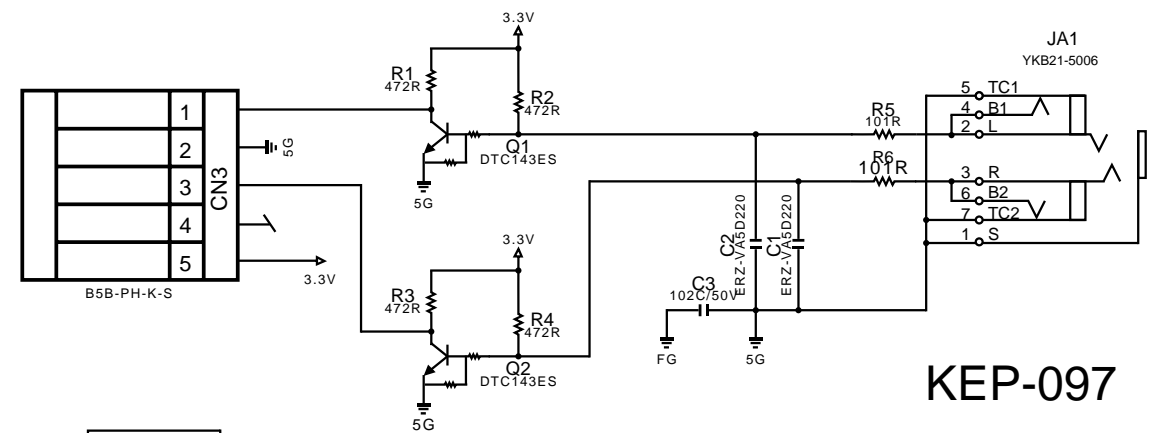 3.3V
JA1
YKB21-5006
R1
472R
R2
472R
5 TC1
4 B1
2 L
R5
101R
1
2
3
4
5
CN3
5G
Q1
DTC143ES
R6
101R
3 R
6 B2
7 TC2
1 S
5G
3.3V
C2
ERZ-VA5D220
C1
ERZ-VA5D220
3.3V
B5B-PH-K-S
R3
472R
R4
472R
C3
102C/50V
FG
5G
Q2
DTC143ES
5G
KEP-097